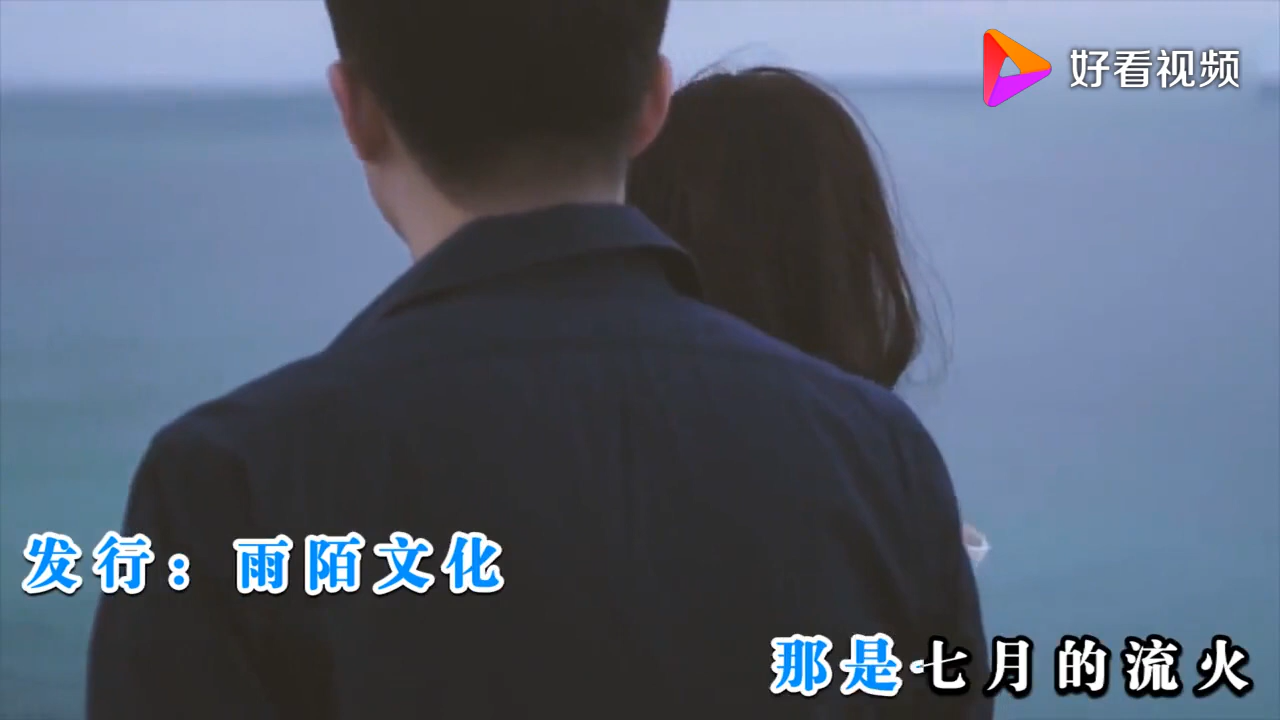 好看视频
发行：雨陌文化
那是七月的流火